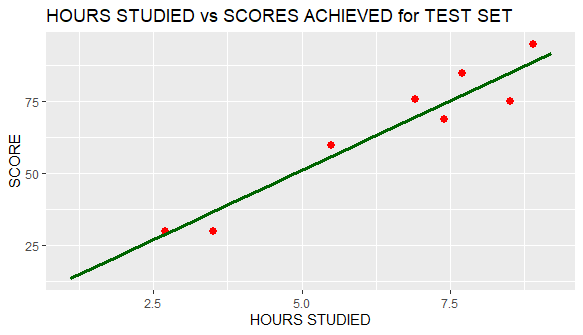 HOURS STUDIED vs SCORES ACHIEVED for TEST SET
75
50
25
SCORE
2.5 5.0 7.5
HOURS STUDIED